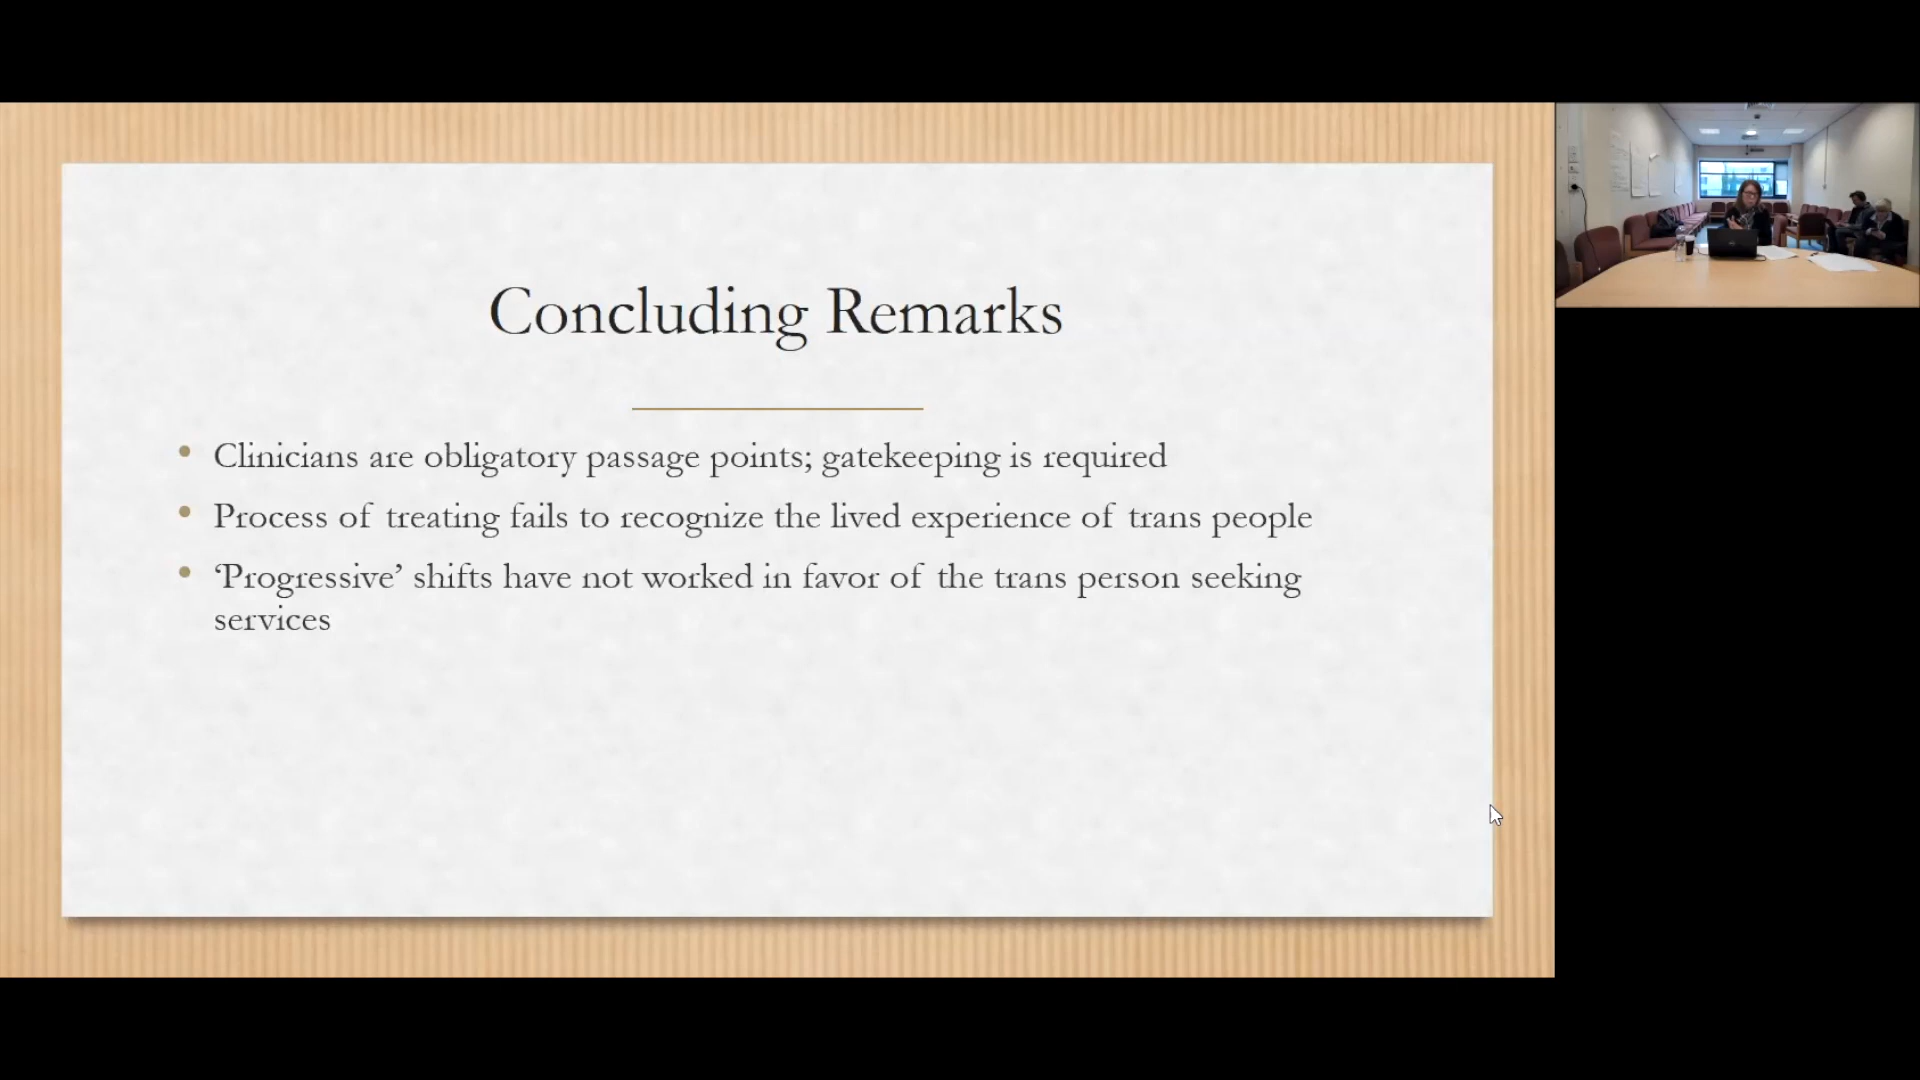 Concluding Remarks
• Clinicians are obligatory passage points; gatekeeping is required
• Process of treating fails to recognize the lived experience of trans people
• ‘Progressive’ shifts have not worked in favor of the trans person seeking
services